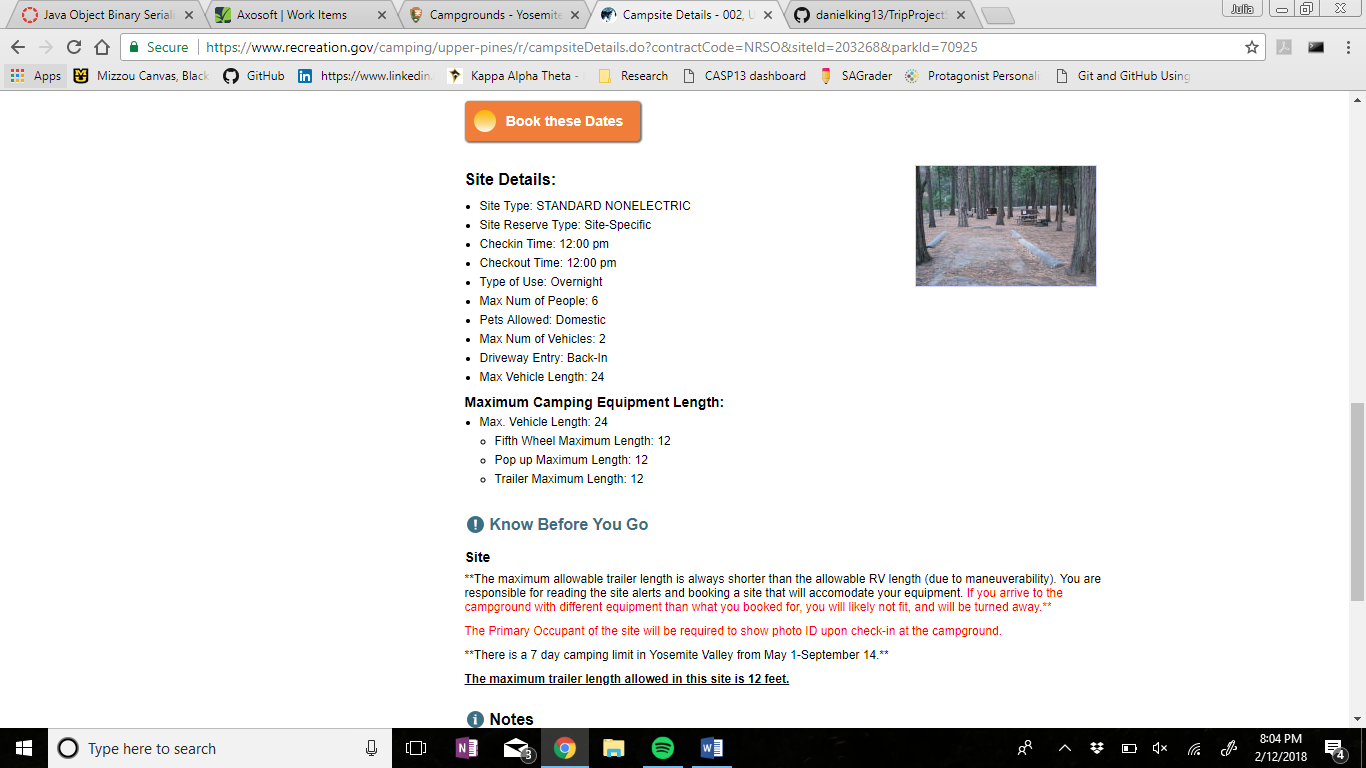 Java Object Binary Seriali
Axosoft | Work Items
Campgrounds - Yosemite
Campsite Details - 002, U
danielking13/TripProject
Julia
Secure
https://www.recreation.gov/camping/upper-pines/r/campsiteDetails.do?contractCode=NRSO&siteId=203268&parkId=70925
Apps
Mizzou Canvas, Black
GitHub
https://www.linkedin.
Kappa Alpha Theta -
Research
CASP13 dashboard
SAGrader
Protagonist Personali
Git and GitHub Using
Book these Dates
Site Details:
• Site Type: STANDARD NONELECTRIC
• Site Reserve Type: Site-Specific
• Checkin Time: 12:00 pm
• Checkout Time: 12:00 pm
• Type of Use: Overnight
• Max Num of People: 6
• Pets Allowed: Domestic
• Max Num of Vehicles: 2
• Driveway Entry: Back-In
• Max Vehicle Length: 24
Maximum Camping Equipment Length:
• Max. Vehicle Length: 24
○ Fifth Wheel Maximum Length: 12
○ Pop up Maximum Length: 12
○ Trailer Maximum Length: 12
Know Before You Go
Site
**The maximum allowable trailer length is always shorter than the allowable RV length (due to maneuverability). You are
responsible for reading the site alerts and booking a site that will accomodate your equipment. If you arrive to the
campground with different equipment than what you booked for, you will likely not fit, and will be turned away.**
The Primary Occupant of the site will be required to show photo ID upon check-in at the campground.
**There is a 7 day camping limit in Yosemite Valley from May 1-September 14.**
The maximum trailer length allowed in this site is 12 feet.
Notes
Type here to search
3
8:04 PM
2/12/2018
4